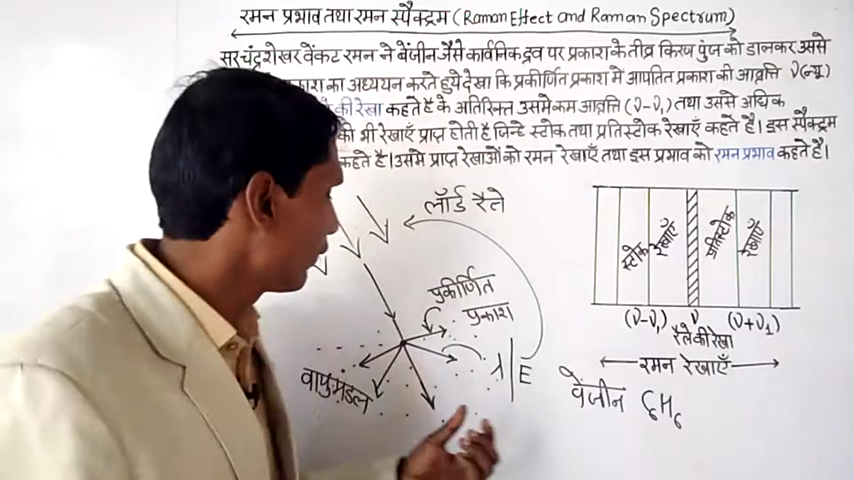 रमन प्रभाव तथा रमन स्पैक्ट्रम (Raman Effect and Raman Spectrum)
सर चंद्रशेखर वेंकट रमन ने बेंजीन जैसे कार्वनिक द्रव पर प्रकाश के तीव्र किरण पुंज को डालकर उससे
प्रकाश का अध्ययन करते हुये देखा कि प्रकीर्णित प्रकाश में आपतित प्रकाश की आवृत्ति ν(न्यू)
की रेखा कहते है के अतिरिक्त उसमे कम आवृत्ति (ν-ν₁) तथा उससे अधिक
की भी रेखाएँ प्राप्त होती है जिन्हे स्टोक तथा प्रतिस्टोक रेखाएँ कहते है। इस स्पैक्ट्रम
कहते है। उसमे प्राप्त रेखाओं को रमन रेखाएँ तथा इस प्रभाव को रमन प्रभाव कहते है।
लॉर्ड रैले
प्रकीर्णित
प्रकाश
वायुमंडल
E
स्टोक रेखाएँ
प्रतिस्टोक रेखाएँ
(ν-ν₁) ν (ν+ν₁)
रैले की रेखा
रमन रेखाएँ
वेंजीन C₆H₆